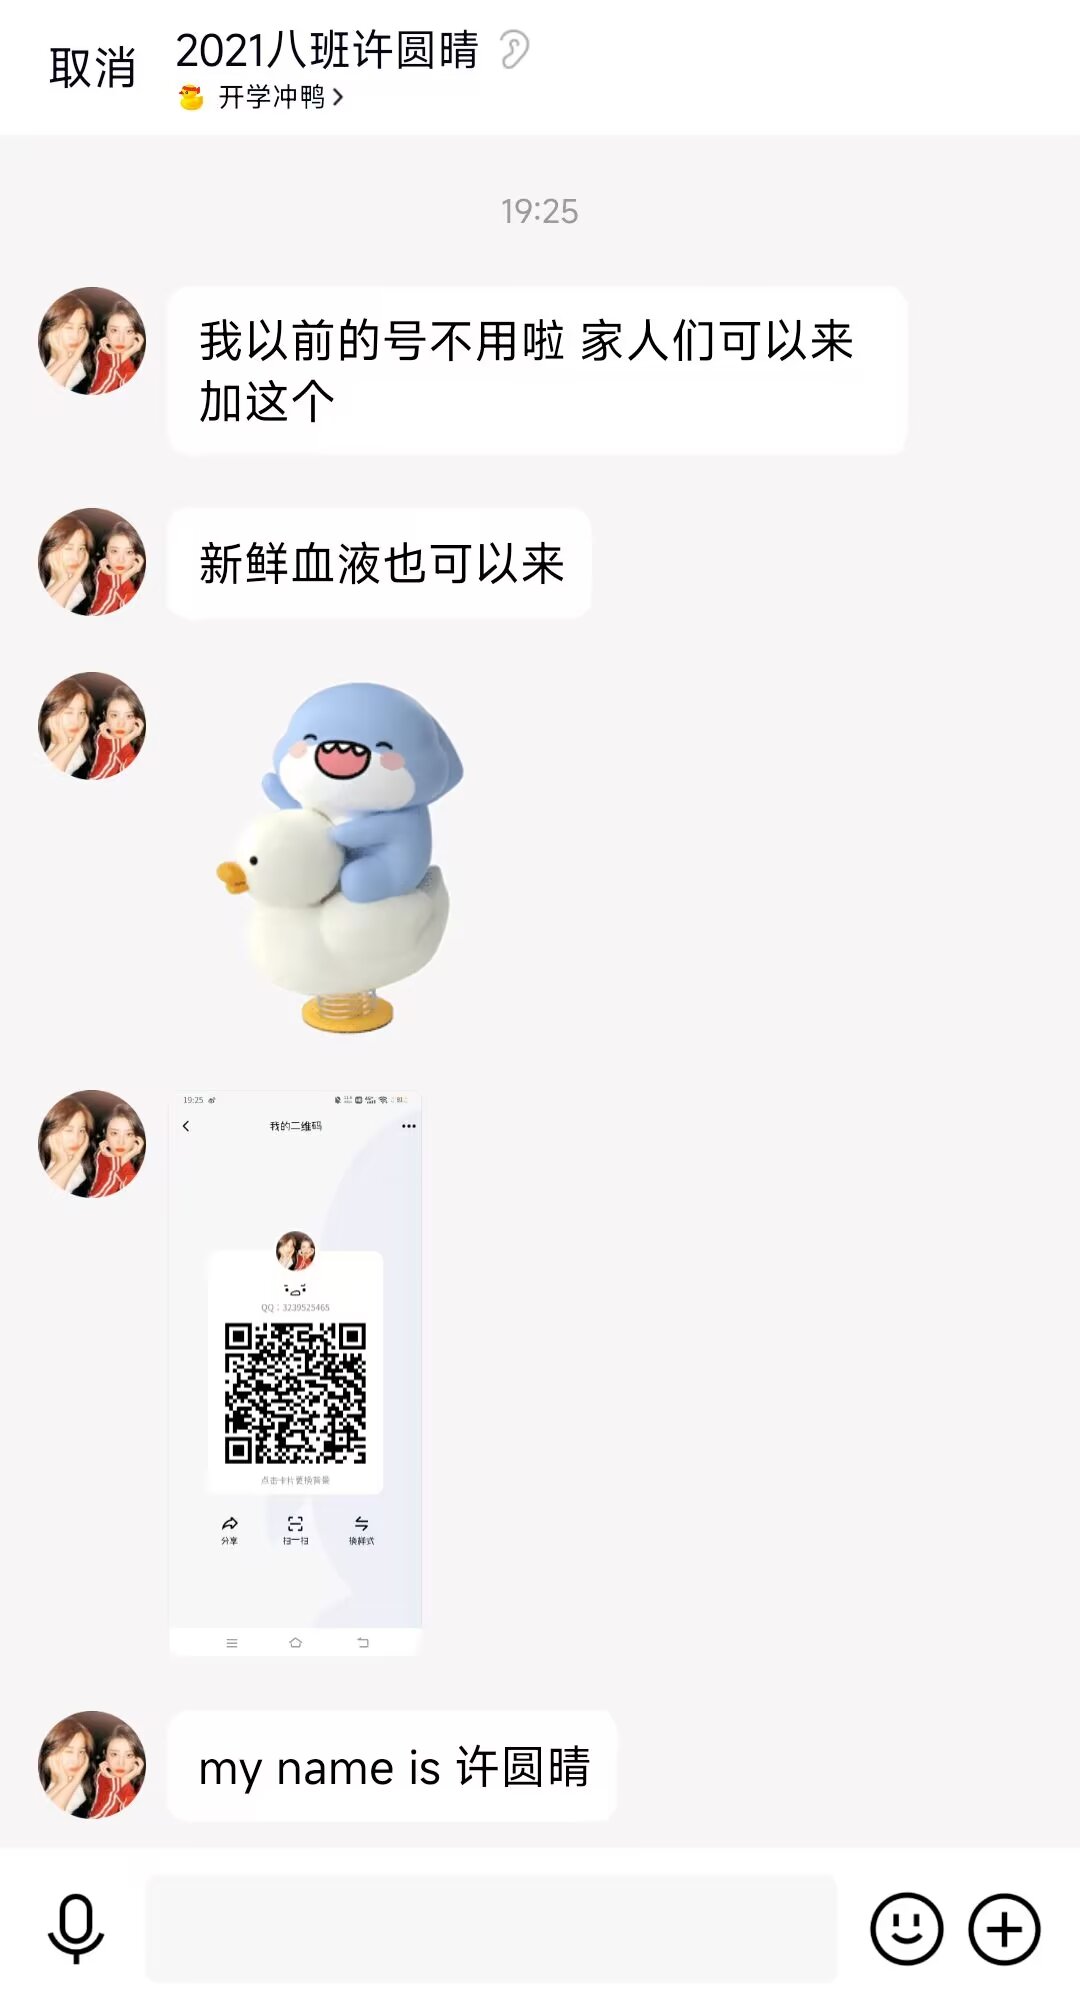 取消
2021八班许圆晴
开学冲鸭
19:25
我以前的号不用啦 家人们可以来
加这个
新鲜血液也可以来
19:25
我的二维码
QQ：3239525465
点击卡片更换背景
分享
扫一扫
换样式
my name is 许圆晴